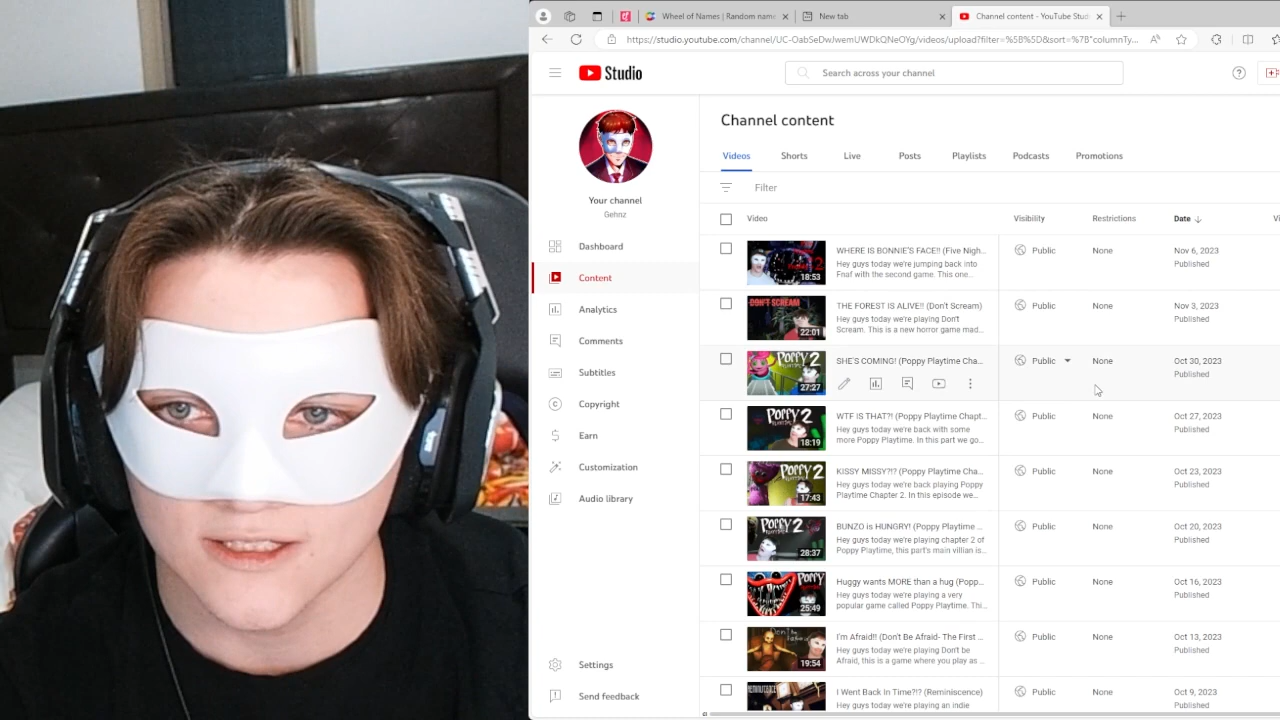 Wheel of Names | Random name
New tab
Channel content - YouTube Stud
https://studio.youtube.com/channel/UC-OabSeDwJwemUWDkQNeOYg/videos/upload?filter=%5B%5D&sort=%7B"columnTy...
Studio
Search across your channel
Your channel
Gehnz
Dashboard
Content
Analytics
Comments
Subtitles
Copyright
Earn
Customization
Audio library
Settings
Send feedback
Channel content
Videos Shorts Live Posts Playlists Podcasts Promotions
Filter
Video Visibility Restrictions Date Vi
18:53
WHERE IS BONNIE'S FACE!! (Five Nigh...
Hey guys today we're jumping back into
Fnaf with the second game. This one...
Public None Nov 6, 2023
Published
DON'T SCREAM
22:01
THE FOREST IS ALIVE!! (Don't Scream)
Hey guys today we're playing Don't
Scream. This is a new horror game mad...
Public None Nov 3, 2023
Published
POPPY 2
27:27
SHE'S COMING! (Poppy Playtime Cha...
Public None Oct 30, 2023
Published
POPPY 2
18:19
WTF IS THAT?! (Poppy Playtime Chapt...
Hey guys today we're back with some
more Poppy Playtime. In this part we go...
Public None Oct 27, 2023
Published
POPPY 2
17:43
KISSY MISSY?!? (Poppy Playtime Cha...
Hey guys today we're back playing Poppy
Playtime Chapter 2. In this episode we...
Public None Oct 23, 2023
Published
POPPY 2
28:37
BUNZO is HUNGRY! (Poppy Playtime ...
Hey guys today we're playing chapter 2 of
Poppy Playtime, this part's main villian is...
Public None Oct 20, 2023
Published
POPPY
25:49
Huggy wants MORE than a hug (Popp...
Hey guys today we're playing a very
popular game called Poppy Playtime. Thi...
Public None Oct 16, 2023
Published
19:54
I'm Afraid!! (Don't Be Afraid- The First ...
Hey guys today we're playing Don't be
Afraid, this is a game where you play as ...
Public None Oct 13, 2023
Published
I Went Back In Time?!? (Reminiscence)
Hey guys today we're playing an indie
Public None Oct 9, 2023
Published